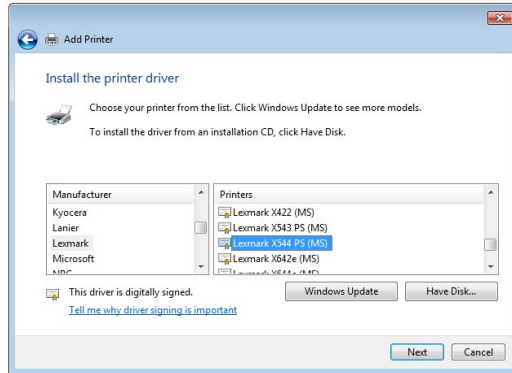 Add Printer
Install the printer driver
Choose your printer from the list. Click Windows Update to see more models.
To install the driver from an installation CD, click Have Disk.
Manufacturer
Kyocera
Lanier
Lexmark
Microsoft
Printers
Lexmark X422 (MS)
Lexmark X543 PS (MS)
Lexmark X544 PS (MS)
Lexmark X642e (MS)
This driver is digitally signed.
Tell me why driver signing is important
Windows Update
Have Disk...
Next
Cancel